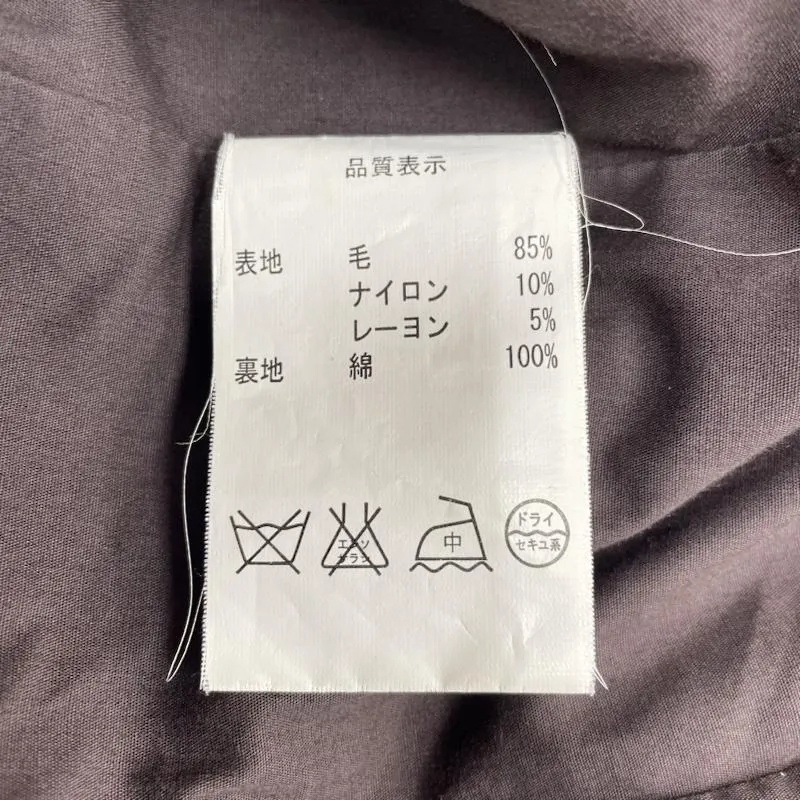 品質表示
表地 毛 85%
ナイロン 10%
レーヨン 5%
裏地 綿 100%
エンソ
サラシ
中
ドライ
セキユ系